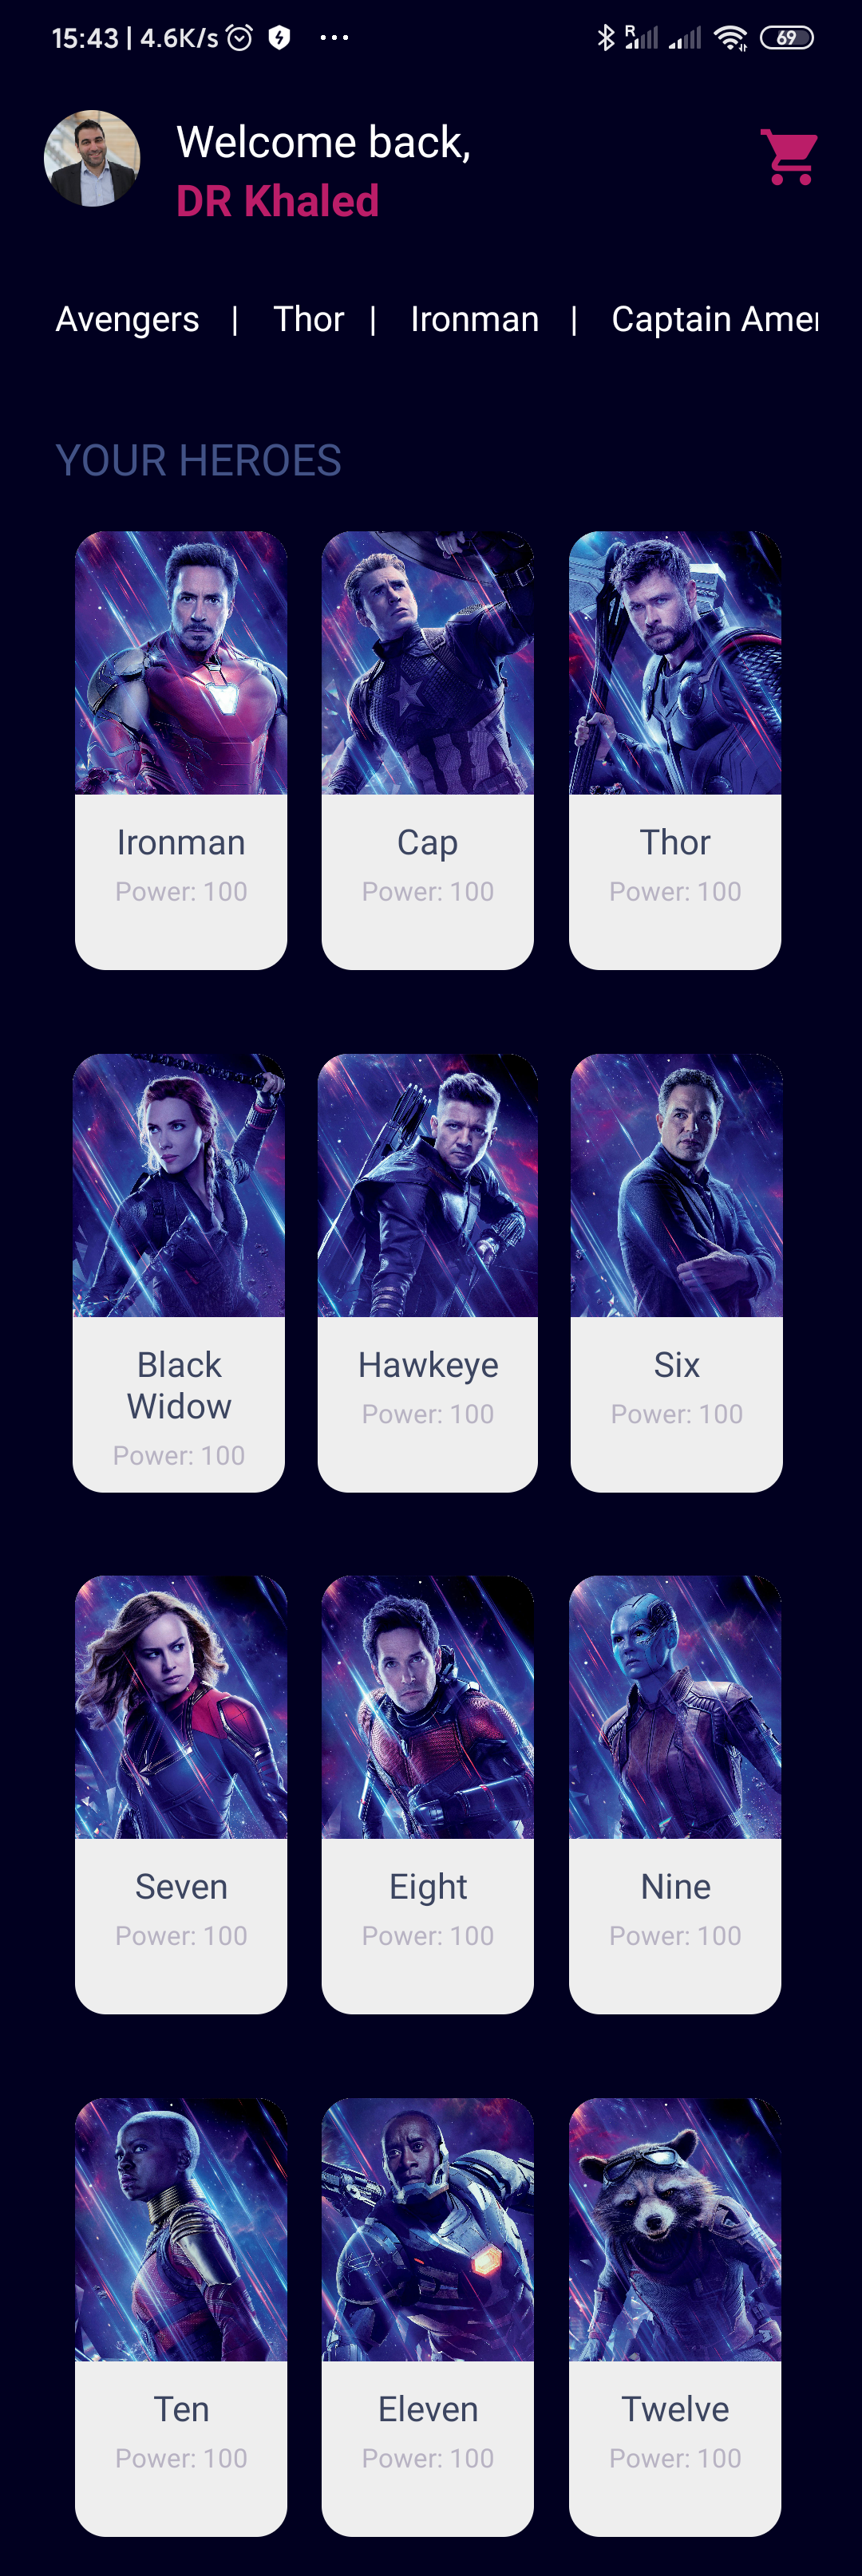 15:43 | 4.6K/s
R
69
Welcome back,
DR Khaled
Avengers | Thor | Ironman | Captain Amer
YOUR HEROES
Ironman Cap Thor
Power: 100 Power: 100 Power: 100
Black Widow Hawkeye Six
Power: 100 Power: 100 Power: 100
Seven Eight Nine
Power: 100 Power: 100 Power: 100
Ten Eleven Twelve
Power: 100 Power: 100 Power: 100